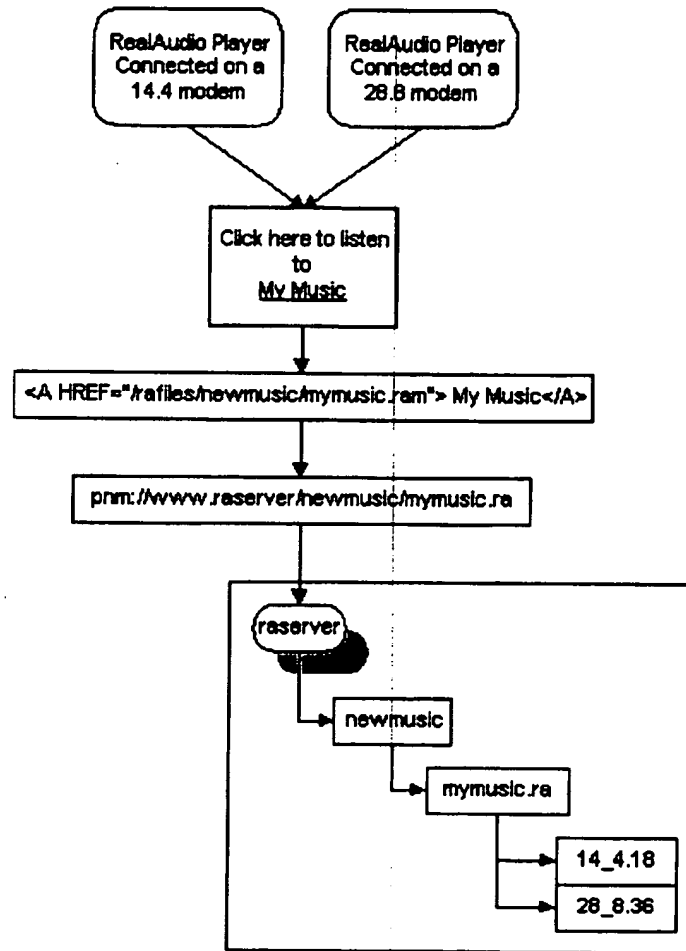 RealAudio Player
Connected on a
14.4 modem
RealAudio Player
Connected on a
28.8 modem
Click here to listen
to
My Music
<A HREF="/rafiles/newmusic/mymusic.ram"> My Music</A>
pnm://www.raserver/newmusic/mymusic.ra
raserver
newmusic
mymusic.ra
14_4.18
28_8.36